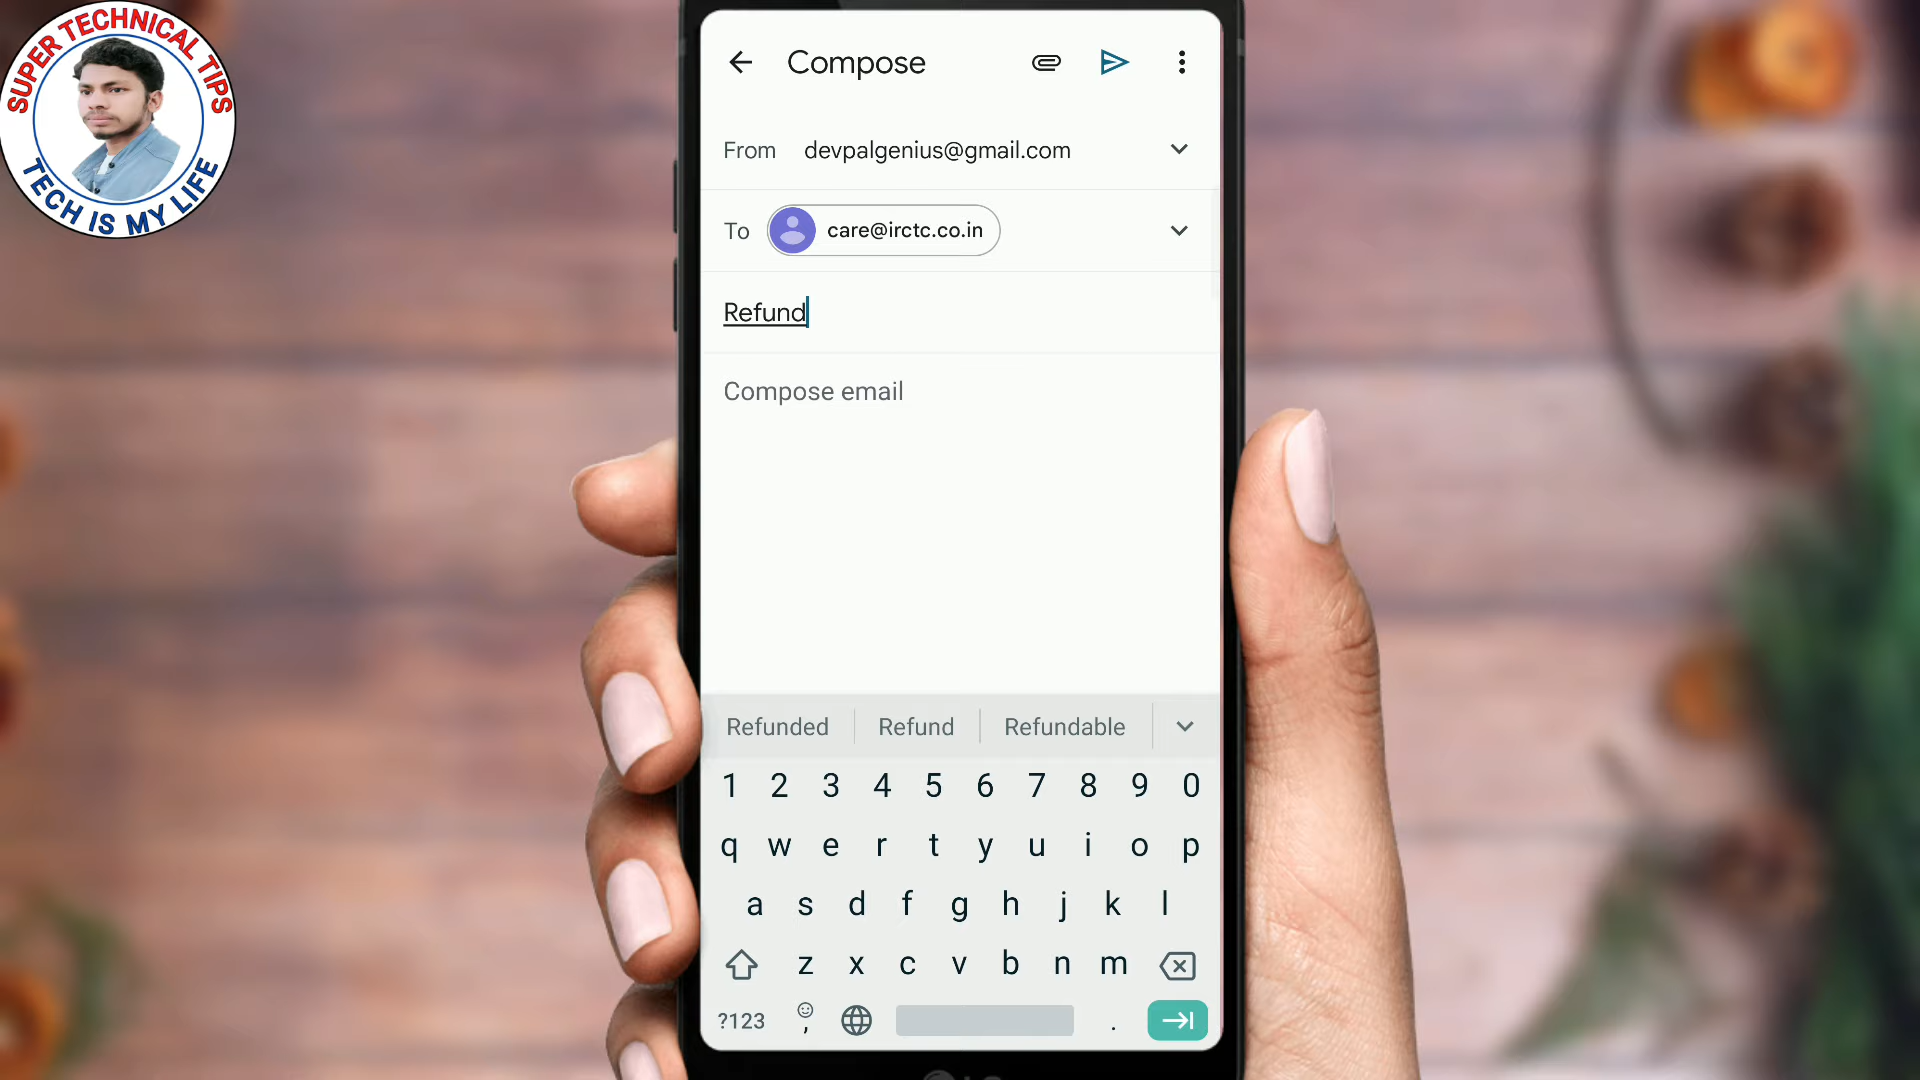 SUPER TECHNICAL TIPS
TECH IS MY LIFE
Compose
From devpalgenius@gmail.com
To care@irctc.co.in
Refund
Compose email
Refunded Refund Refundable
1 2 3 4 5 6 7 8 9 0
q w e r t y u i o p
a s d f g h j k l
z x c v b n m
?123 , .